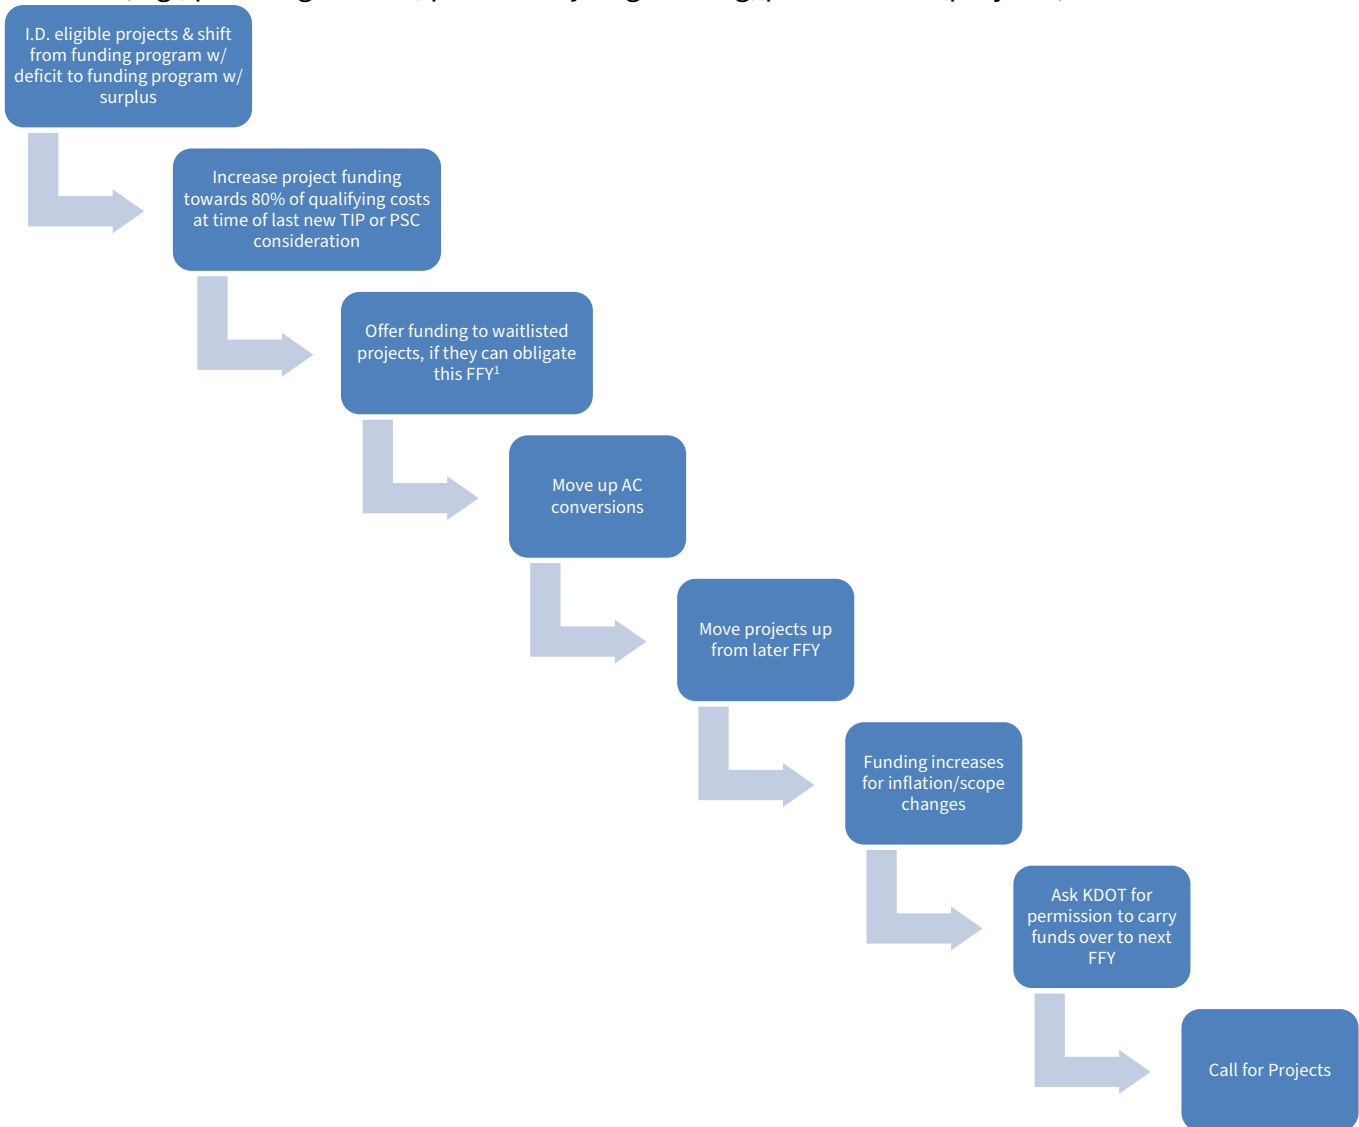 I.D. eligible projects & shift
from funding program w/
deficit to funding program w/
surplus
Increase project funding
towards 80% of qualifying costs
at time of last new TIP or PSC
consideration
Offer funding to waitlisted
projects, if they can obligate
this FFY¹
Move up AC
conversions
Move projects up
from later FFY
Funding increases
for inflation/scope
changes
Ask KDOT for
permission to carry
funds over to next
FFY
Call for Projects